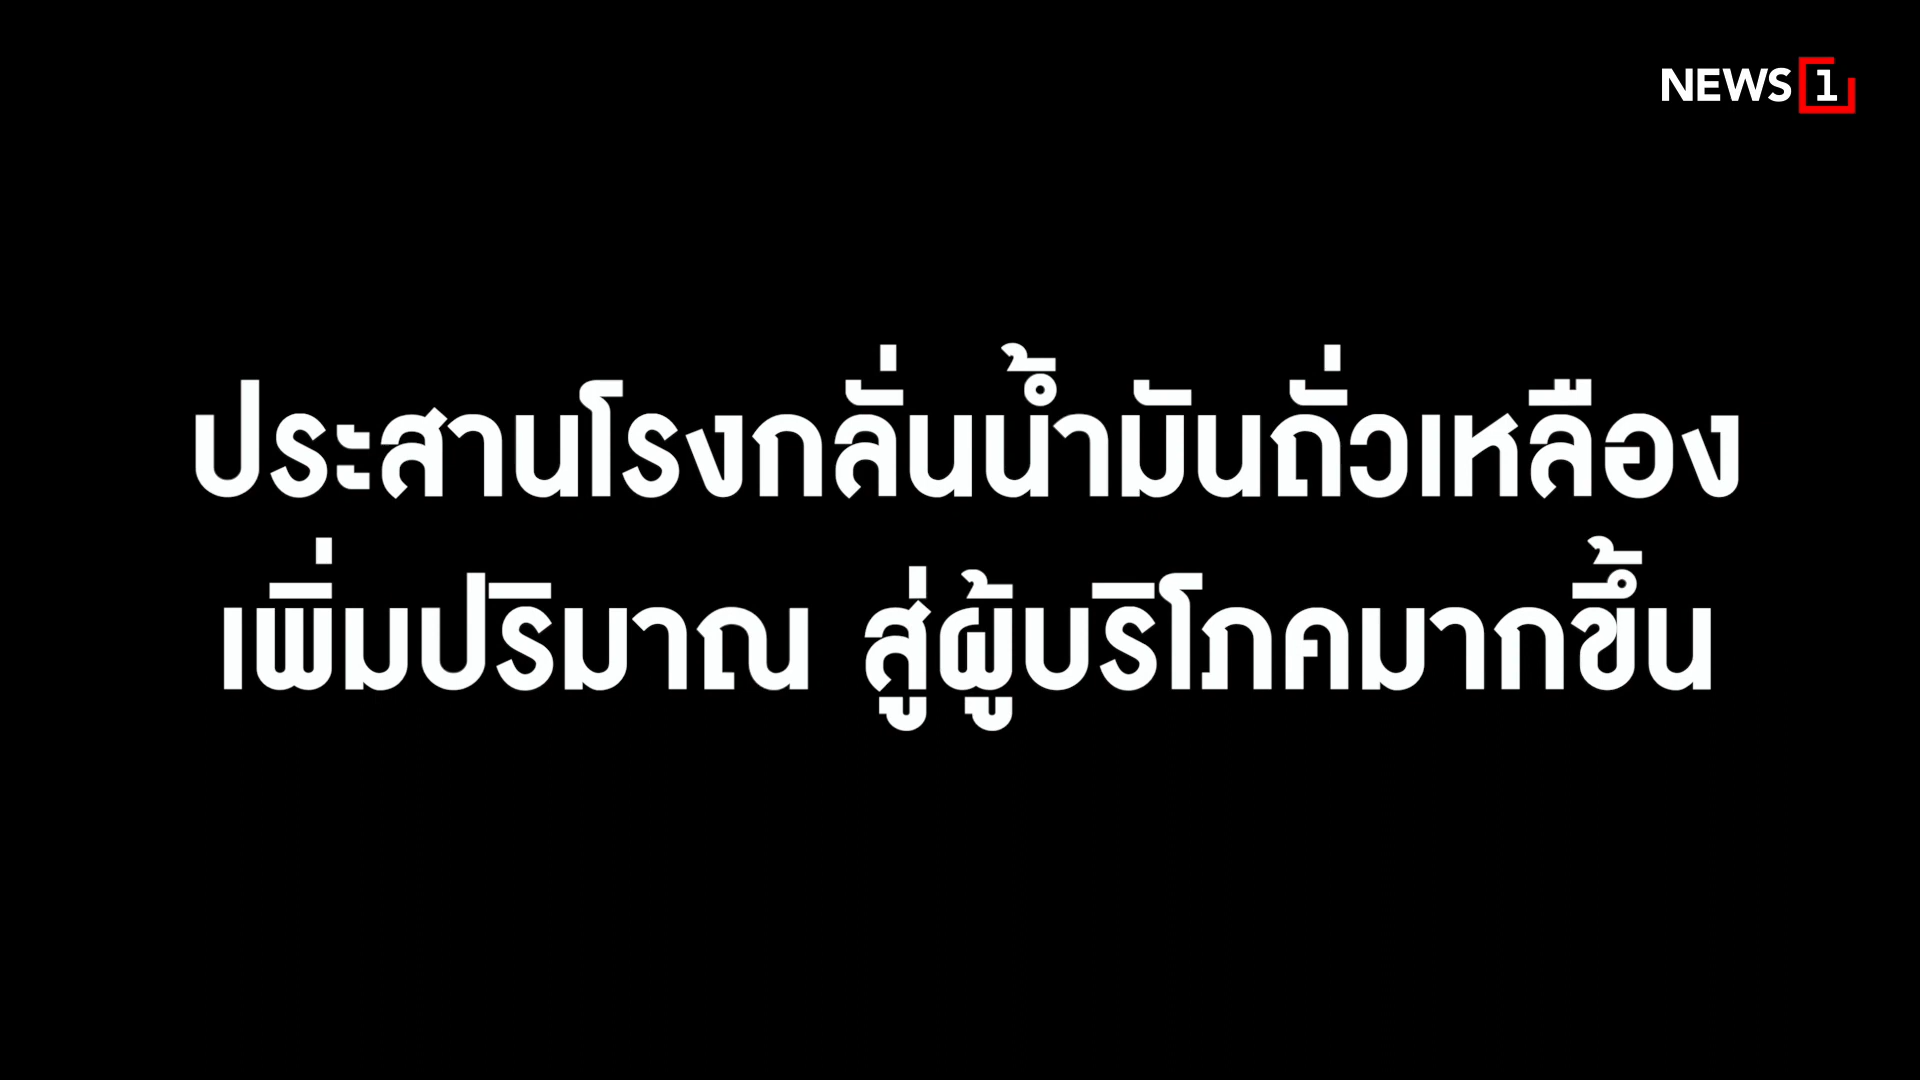 NEWS 1
ประสานโรงกลั่นน้ำมันถั่วเหลือง
เพิ่มปริมาณ สู่ผู้บริโภคมากขึ้น